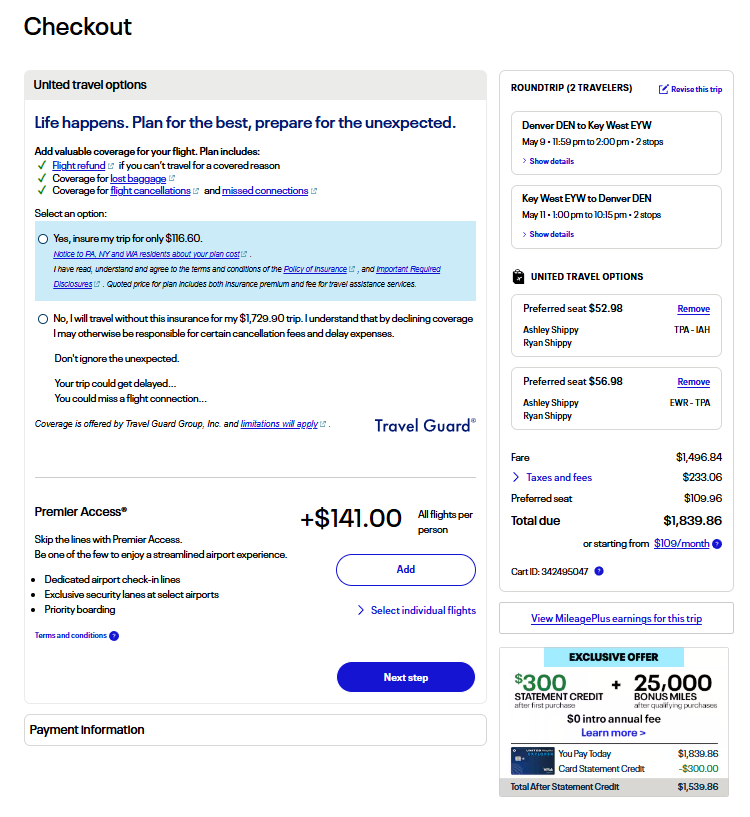 Checkout
United travel options
Life happens. Plan for the best, prepare for the unexpected.
Add valuable coverage for your flight. Plan includes:
Flight refund if you can't travel for a covered reason
Coverage for lost baggage
Coverage for flight cancellations and missed connections
Select an option:
Yes, insure my trip for only $116.60.
Notice to PA, NY and WA residents about your plan cost .
I have read, understand and agree to the terms and conditions of the Policy of Insurance , and Important Required
Disclosures . Quoted price for plan includes both insurance premium and fee for travel assistance services.
No, I will travel without this insurance for my $1,729.90 trip. I understand that by declining coverage
I may otherwise be responsible for certain cancellation fees and delay expenses.
Don't ignore the unexpected.
Your trip could get delayed...
You could miss a flight connection...
Coverage is offered by Travel Guard Group, Inc. and limitations will apply .
Travel Guard®
Premier Access®
Skip the lines with Premier Access.
Be one of the few to enjoy a streamlined airport experience.
• Dedicated airport check-in lines
• Exclusive security lanes at select airports
• Priority boarding
Terms and conditions ?
+$141.00
All flights per
person
Add
> Select individual flights
Next step
Payment information
ROUNDTRIP (2 TRAVELERS)
Revise this trip
Denver DEN to Key West EYW
May 9 • 11:59 pm to 2:00 pm • 2 stops
> Show details
Key West EYW to Denver DEN
May 11 • 1:00 pm to 10:15 pm • 2 stops
> Show details
UNITED TRAVEL OPTIONS
Preferred seat $52.98 Remove
Ashley Shippy TPA - IAH
Ryan Shippy
Preferred seat $56.98 Remove
Ashley Shippy EWR - TPA
Ryan Shippy
Fare $1,496.84
> Taxes and fees $233.06
Preferred seat $109.96
Total due $1,839.86
or starting from $109/month ?
Cart ID: 342495047 ?
View MileagePlus earnings for this trip
EXCLUSIVE OFFER
$300 + 25,000
STATEMENT CREDIT BONUS MILES
after first purchase after qualifying purchases
$0 intro annual fee
Learn more >
You Pay Today $1,839.86
Card Statement Credit -$300.00
Total After Statement Credit $1,539.86